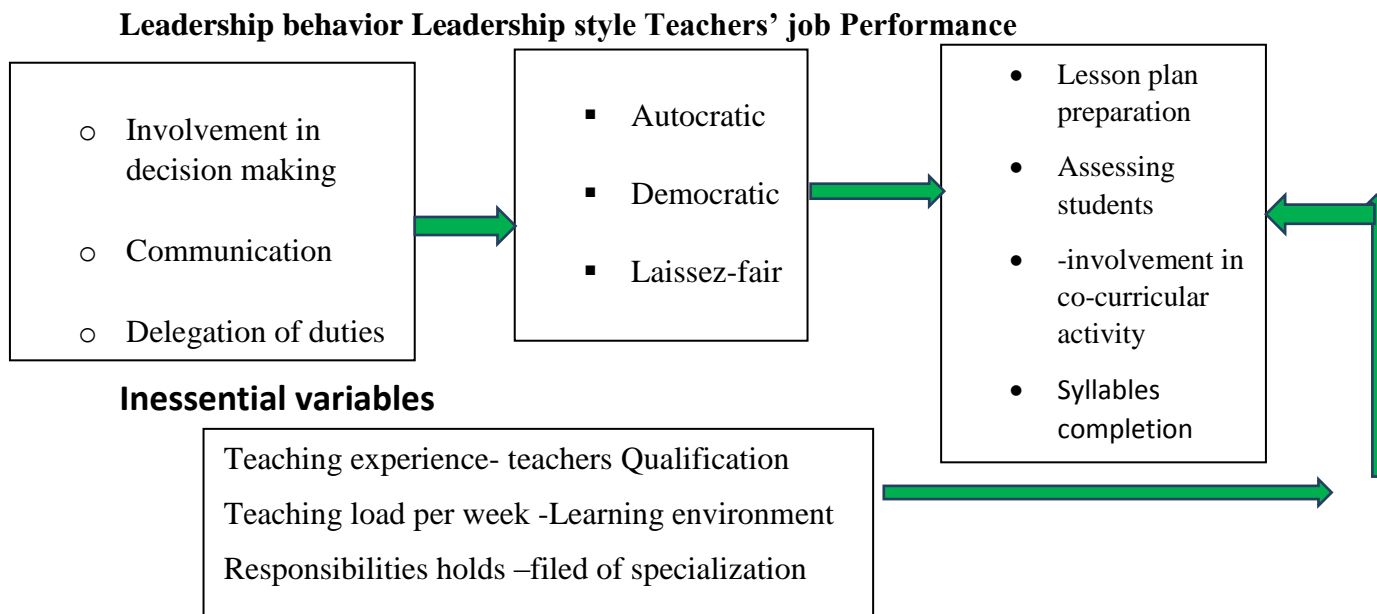 Leadership behavior Leadership style Teachers' job Performance
o Involvement in
decision making
o Communication
o Delegation of duties
▪ Autocratic
▪ Democratic
▪ Laissez-fair
• Lesson plan
preparation
• Assessing
students
• -involvement in
co-curricular
activity
• Syllables
completion
Inessential variables
Teaching experience- teachers Qualification
Teaching load per week -Learning environment
Responsibilities holds –filed of specialization